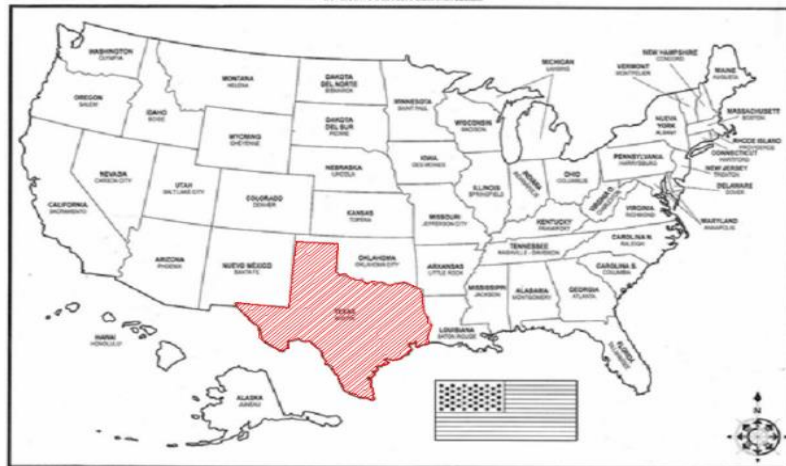 WASHINGTON
OLYMPIA
OREGON
SALEM
IDAHO
BOISE
MONTANA
HELENA
DAKOTA
DEL NORTE
BISMARCK
DAKOTA
DEL SUR
PIERRE
MINNESOTA
SAINT PAUL
WISCONSIN
MADISON
MICHIGAN
LANSING
VERMONT
MONTPELIER
NEW HAMPSHIRE
CONCORD
MAINE
AUGUSTA
NUEVA
YORK
ALBANY
MASSACHUSETT
BOSTON
RHODE ISLAND
PROVIDENCE
CONNECTICUT
HARTFORD
NEW JERSEY
TRENTON
DELAWARE
DOVER
MARYLAND
ANNAPOLIS
PENNSYLVANIA
HARRYSBURG
WYOMING
CHEYENNE
NEBRASKA
LINCOLN
IOWA
DES MOINES
ILLINOIS
SPRINGFIELD
INDIANA
OHIO
COLUMBUS
VIRGINIA O.
VIRGINIA
RICHMOND
NEVADA
CARSON CITY
UTAH
SALT LAKE CITY
COLORADO
DENVER
KANSAS
TOPEKA
MISSOURI
JEFFERSON CITY
KENTUCKY
FRANKFORT
CALIFORNIA
SACRAMENTO
ARIZONA
PHOENIX
NUEVO MÉXICO
SANTA FE
OKLAHOMA
OKLAHOMA CITY
ARKANSAS
LITTLE ROCK
TENNESSEE
NASHVILLE - DAVIDSON
CAROLINA N.
RALEIGH
CAROLINA S.
COLUMBIA
TEXAS
LOUISIANA
BATON ROUGE
MISSISSIPPI
JACKSON
ALABAMA
MONTGOMERY
GEORGIA
ATLANTA
FLORIDA
HAWAI
HONOLULU
ALASKA
JUNEAU
N